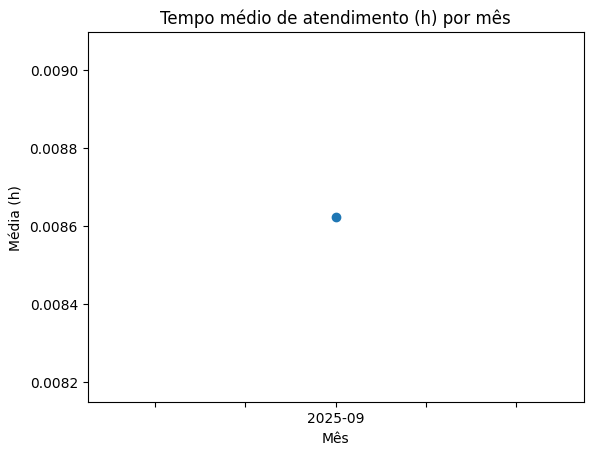 Tempo médio de atendimento (h) por mês
0.0090
0.0088
0.0086
0.0084
0.0082
Média (h)
2025-09
Mês